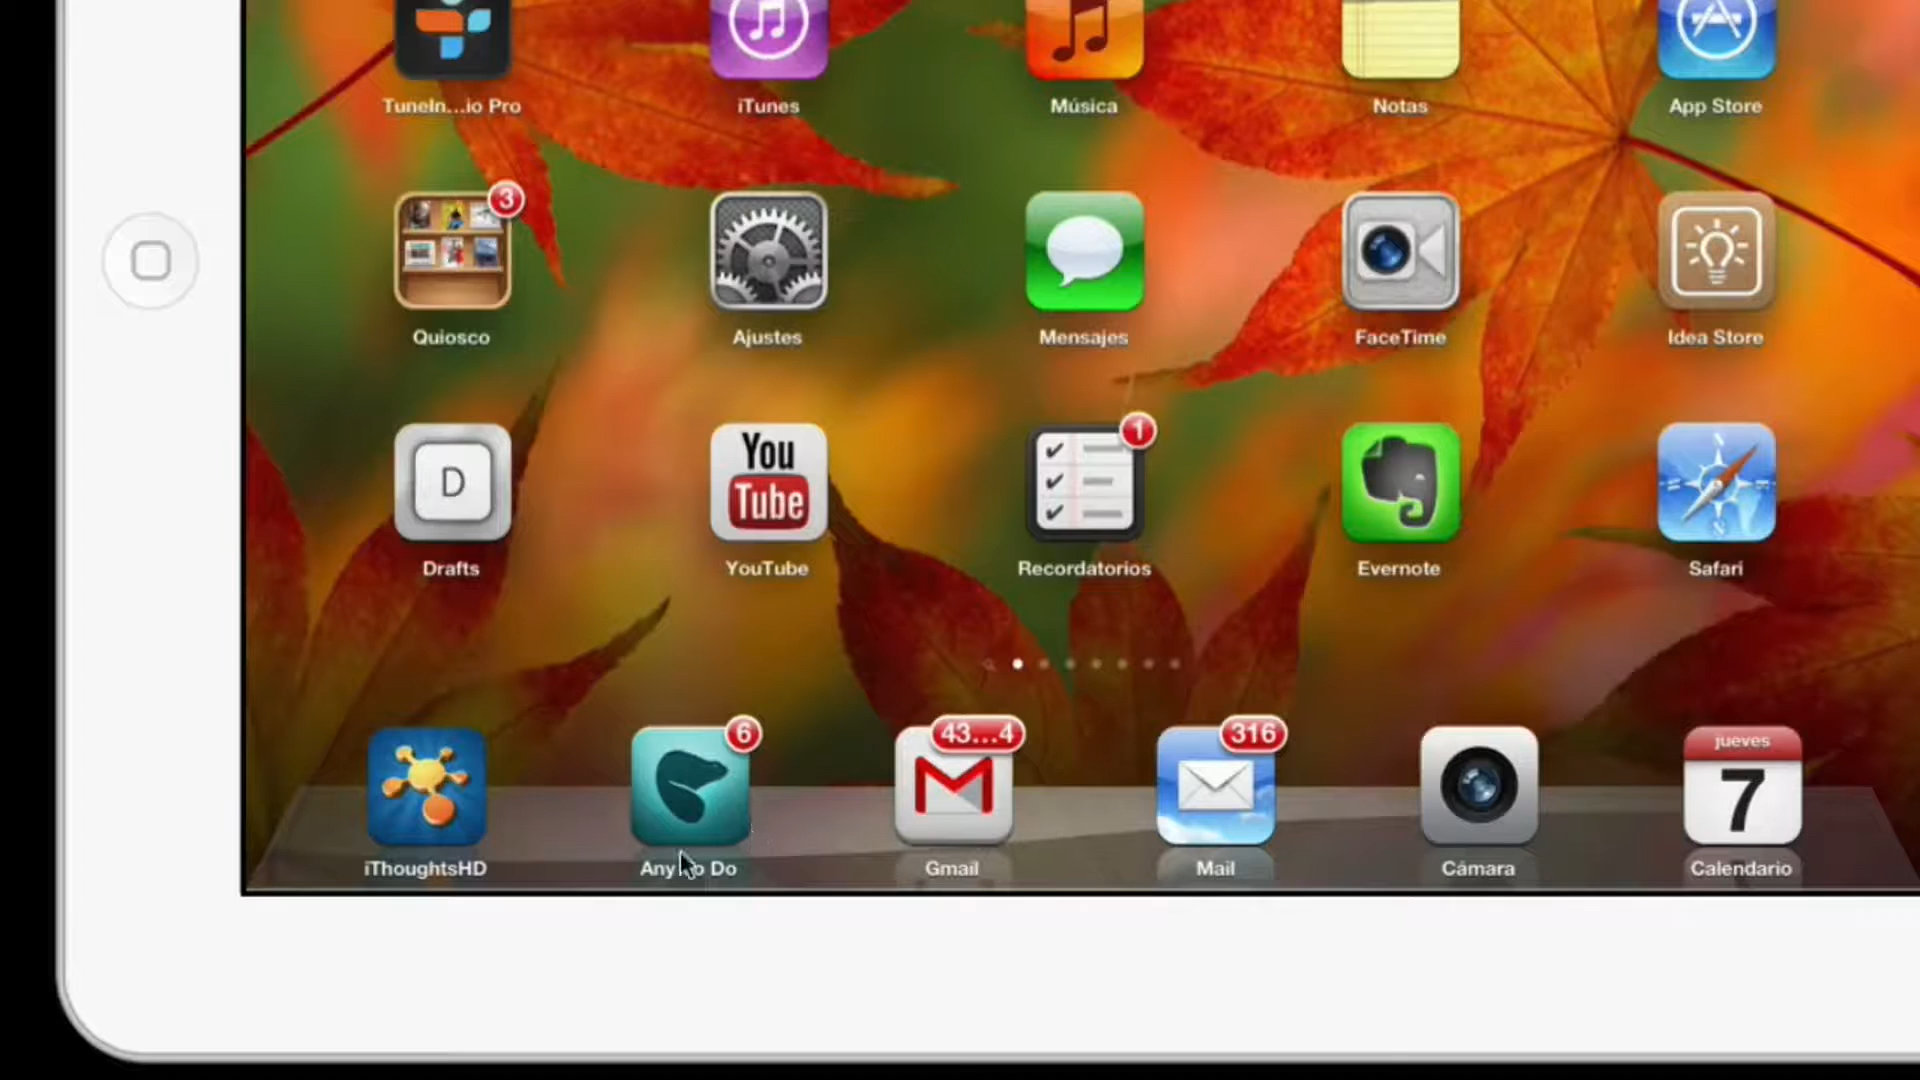 TuneIn...io Pro
iTunes
Música
Notas
App Store
3
Quiosco
Ajustes
Mensajes
FaceTime
Idea Store
D
You
Tube
1
Drafts
YouTube
Recordatorios
Evernote
Safari
6
43...4
316
jueves
7
iThoughtsHD
Gmail
Mail
Cámara
Calendario